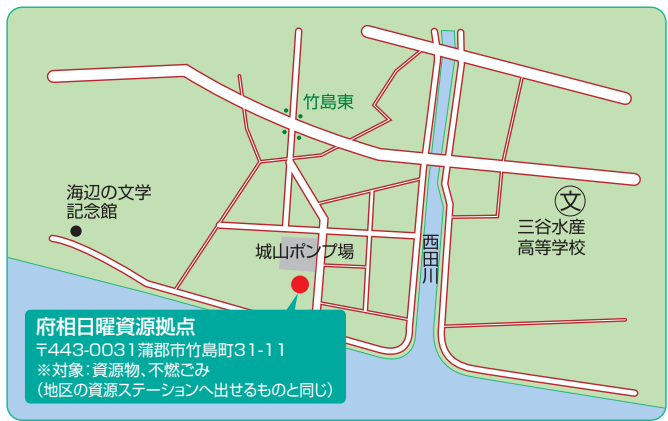 竹島東
海辺の文学
記念館
文
三谷水産
高等学校
城山ポンプ場
西田川
府相日曜資源拠点
〒443-0031蒲郡市竹島町31-11
※対象:資源物、不燃ごみ
(地区の資源ステーションへ出せるものと同じ)